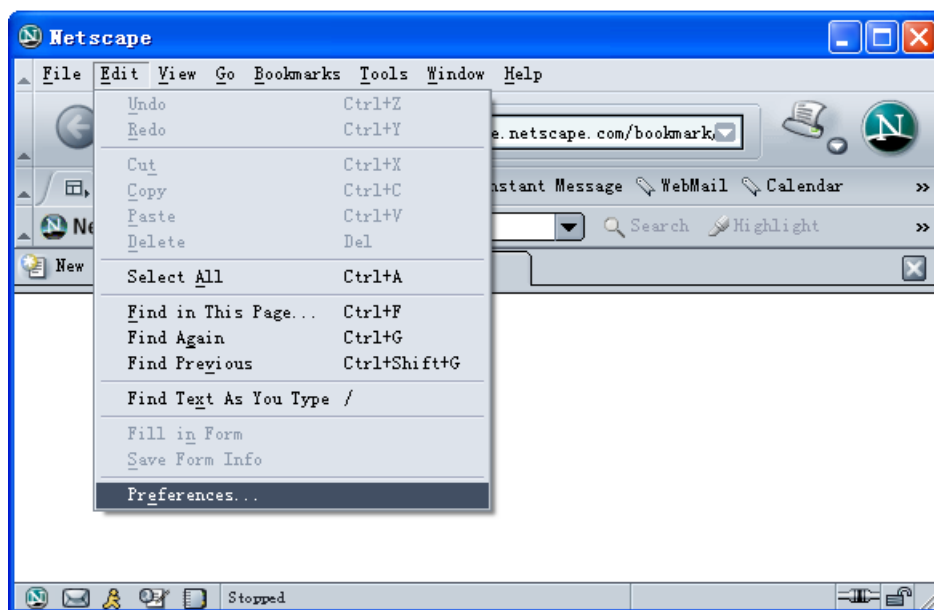 Netscape
File Edit View Go Bookmarks Tools Window Help
Undo Ctrl+Z
Redo Ctrl+Y
e.netscape.com/bookmark/
Cut Ctrl+X
Copy Ctrl+C
nstant Message WebMail Calendar »
Paste Ctrl+V
Ne Search Highlight »
Delete Del
New
Select All Ctrl+A
Find in This Page... Ctrl+F
Find Again Ctrl+G
Find Previous Ctrl+Shift+G
Find Text As You Type /
Fill in Form
Save Form Info
Preferences...
Stopped